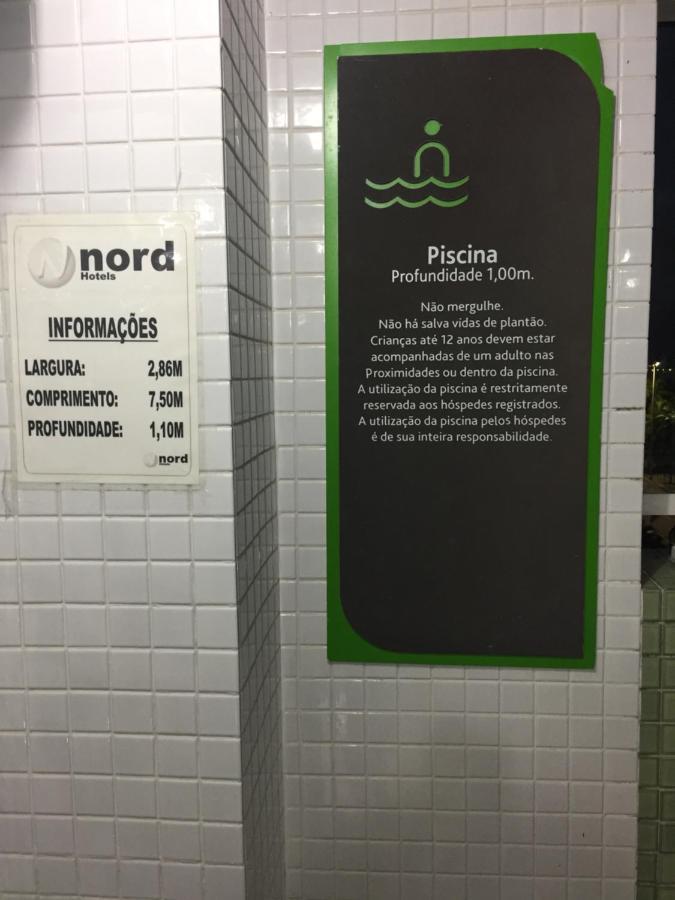 nord
Hotels
INFORMAÇÕES
LARGURA: 2,86M
COMPRIMENTO: 7,50M
PROFUNDIDADE: 1,10M
nord
Piscina
Profundidade 1,00m.
Não mergulhe.
Não há salva vidas de plantão.
Crianças até 12 anos devem estar
acompanhadas de um adulto nas
Proximidades ou dentro da piscina.
A utilização da piscina é restritamente
reservada aos hóspedes registrados.
A utilização da piscina pelos hóspedes
é de sua inteira responsabilidade.